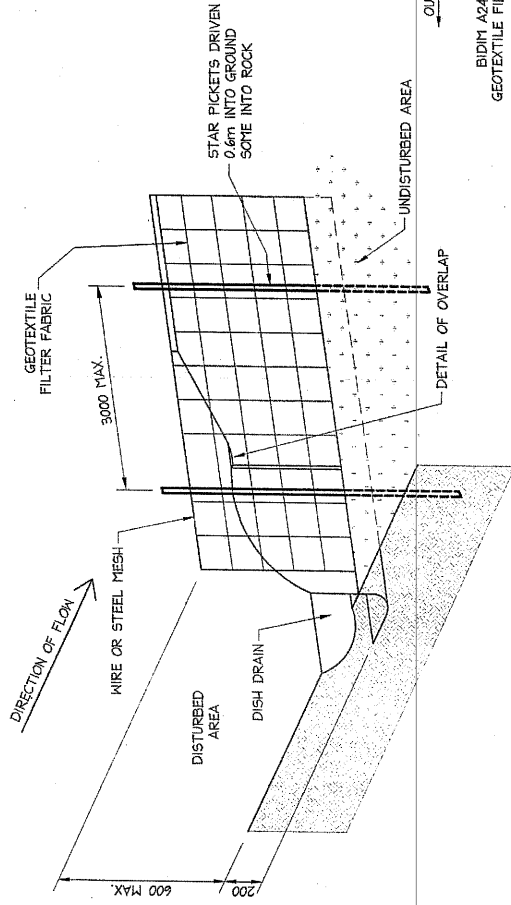 DIRECTION OF FLOW
GEOTEXTILE
FILTER FABRIC
3000 MAX.
WIRE OR STEEL MESH
STAR PICKETS DRIVEN
0.6m INTO GROUND
SOME INTO ROCK
DISTURBED
AREA
DISH DRAIN
UNDISTURBED AREA
DETAIL OF OVERLAP
600 MAX.
200
OU
BIDIM A24
GEOTEXTILE FI